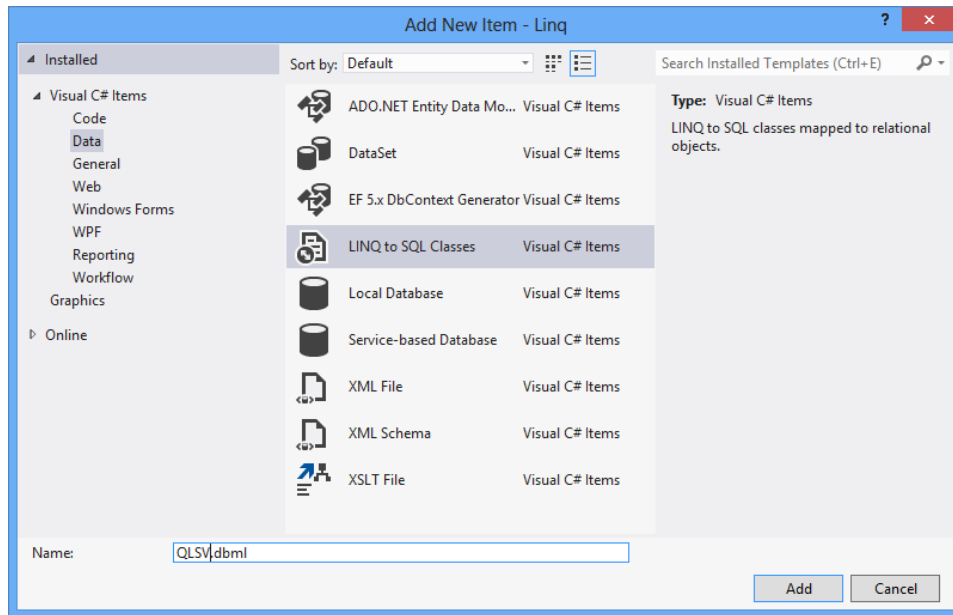 Add New Item - Linq
? ×
Installed
Visual C# Items
Code
Data
General
Web
Windows Forms
WPF
Reporting
Workflow
Graphics
Online
Sort by: Default
ADO.NET Entity Data Mo... Visual C# Items
DataSet Visual C# Items
EF 5.x DbContext Generator Visual C# Items
LINQ to SQL Classes Visual C# Items
Local Database Visual C# Items
Service-based Database Visual C# Items
XML File Visual C# Items
XML Schema Visual C# Items
XSLT File Visual C# Items
Search Installed Templates (Ctrl+E)
Type: Visual C# Items
LINQ to SQL classes mapped to relational
objects.
Name: QLSV.dbml
Add Cancel